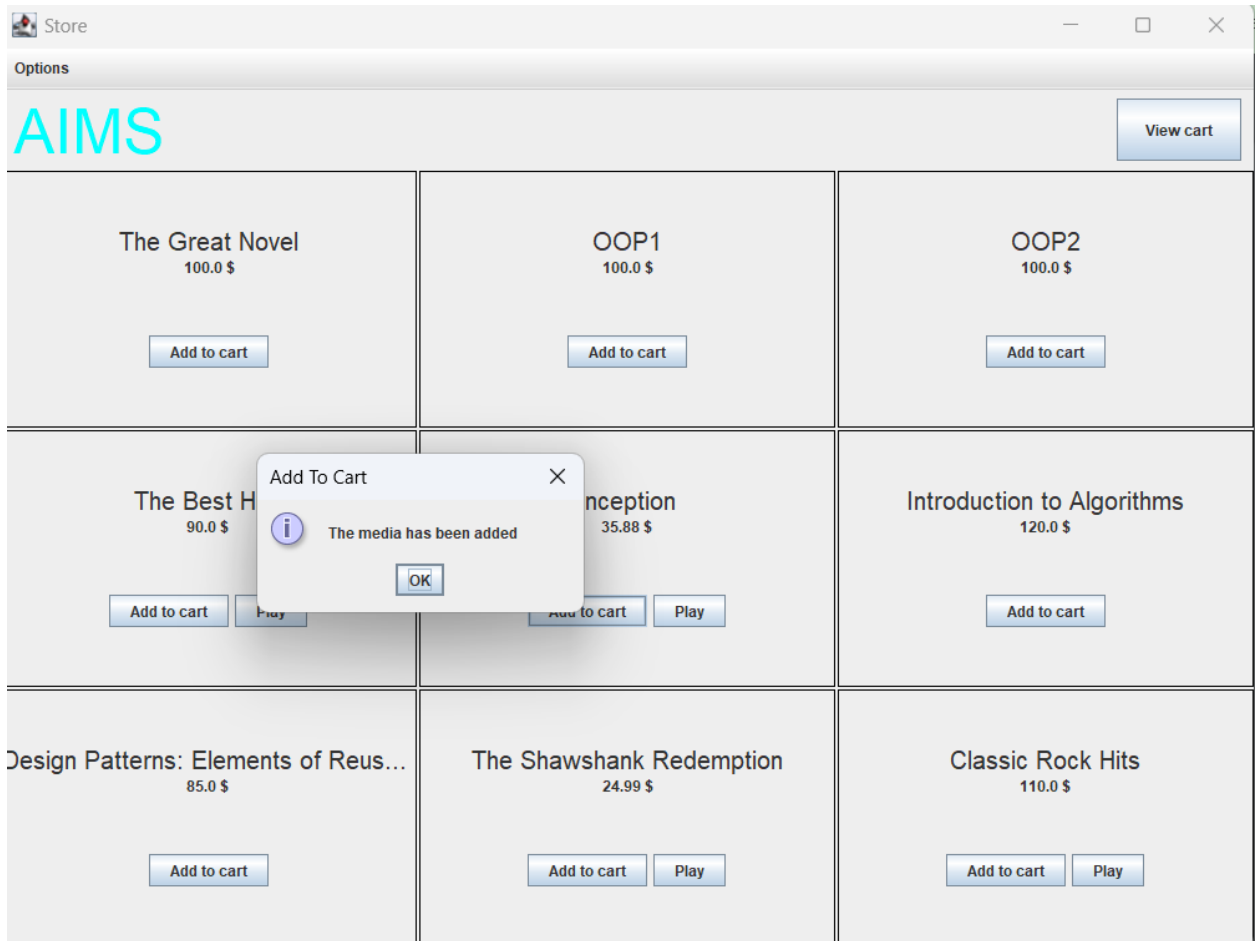 Store
Options
AIMS
View cart
The Great Novel
100.0 $
Add to cart
OOP1
100.0 $
Add to cart
OOP2
100.0 $
Add to cart
The Best H
90.0 $
Add to cart
Play
Add To Cart
The media has been added
OK
nception
35.88 $
Add to cart
Play
Introduction to Algorithms
120.0 $
Add to cart
Design Patterns: Elements of Reus...
85.0 $
Add to cart
The Shawshank Redemption
24.99 $
Add to cart
Play
Classic Rock Hits
110.0 $
Add to cart
Play